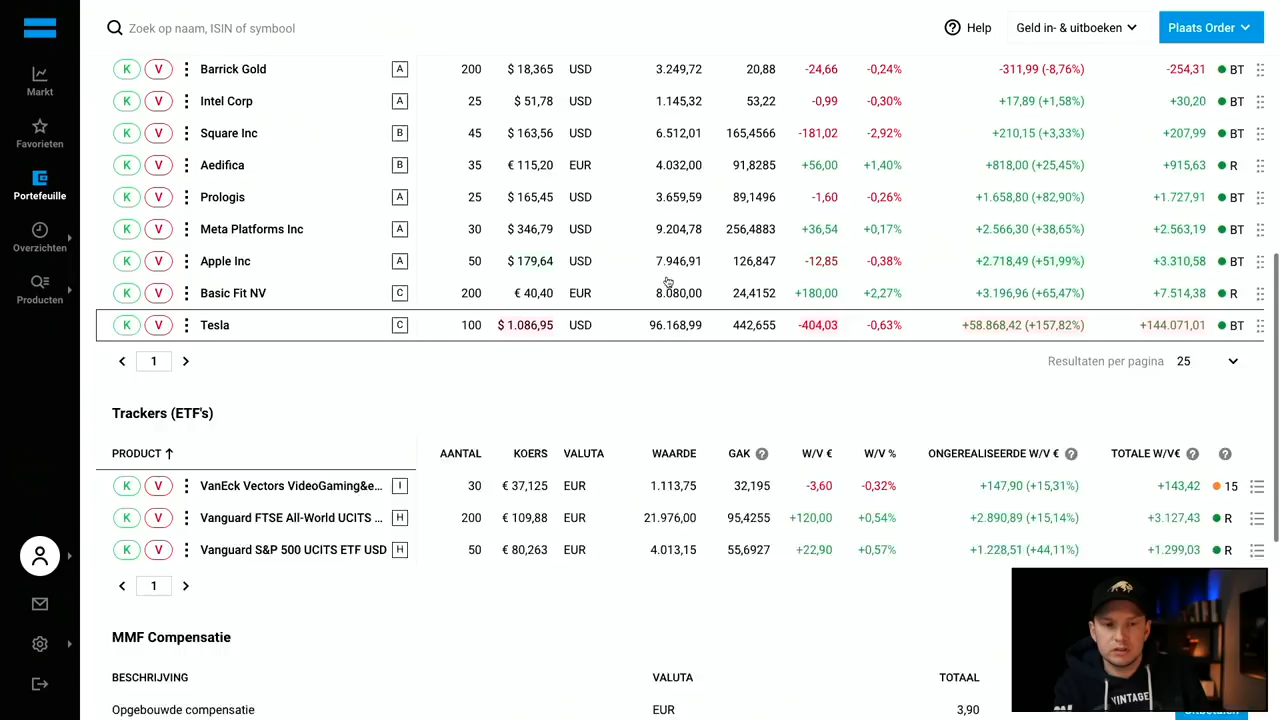 Zoek op naam, ISIN of symbool Help Geld in- & uitboeken Plaats Order
Markt
Favorieten
Portefeuille
Overzichten
Producten
K V Barrick Gold A 200 $ 18,365 USD 3.249,72 20,88 -24,66 -0,24% -311,99 (-8,76%) -254,31 BT
K V Intel Corp A 25 $ 51,78 USD 1.145,32 53,22 -0,99 -0,30% +17,89 (+1,58%) +30,20 BT
K V Square Inc B 45 $ 163,56 USD 6.512,01 165,4566 -181,02 -2,92% +210,15 (+3,33%) +207,99 BT
K V Aedifica B 35 € 115,20 EUR 4.032,00 91,8285 +56,00 +1,40% +818,00 (+25,45%) +915,63 R
K V Prologis A 25 $ 165,45 USD 3.659,59 89,1496 -1,60 -0,26% +1.658,80 (+82,90%) +1.727,91 BT
K V Meta Platforms Inc A 30 $ 346,79 USD 9.204,78 256,4883 +36,54 +0,17% +2.566,30 (+38,65%) +2.563,19 BT
K V Apple Inc A 50 $ 179,64 USD 7.946,91 126,847 -12,85 -0,38% +2.718,49 (+51,99%) +3.310,58 BT
K V Basic Fit NV C 200 € 40,40 EUR 8.080,00 24,4152 +180,00 +2,27% +3.196,96 (+65,47%) +7.514,38 R
K V Tesla C 100 $ 1.086,95 USD 96.168,99 442,655 -404,03 -0,63% +58.868,42 (+157,82%) +144.071,01 BT
1 Resultaten per pagina 25
Trackers (ETF's)
PRODUCT AANTAL KOERS VALUTA WAARDE GAK ? W/V € W/V % ONGEREALISEERDE W/V € ? TOTALE W/V€ ? ?
K V VanEck Vectors VideoGaming&e... I 30 € 37,125 EUR 1.113,75 32,195 -3,60 -0,32% +147,90 (+15,31%) +143,42 15
K V Vanguard FTSE All-World UCITS ... H 200 € 109,88 EUR 21.976,00 95,4255 +120,00 +0,54% +2.890,89 (+15,14%) +3.127,43 R
K V Vanguard S&P 500 UCITS ETF USD H 50 € 80,263 EUR 4.013,15 55,6927 +22,90 +0,57% +1.228,51 (+44,11%) +1.299,03 R
1
MMF Compensatie
BESCHRIJVING VALUTA TOTAAL
Opgebouwde compensatie EUR 3,90
VINTAGE